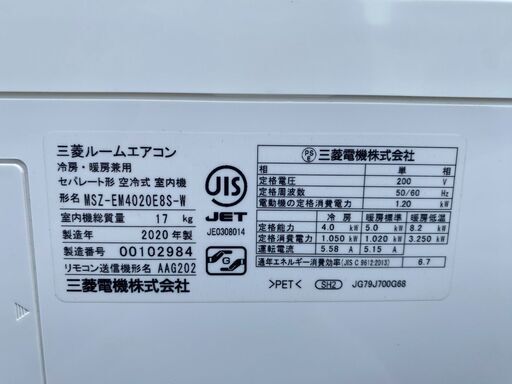 三菱ルームエアコン
冷房・暖房兼用
セパレート形 空冷式 室内機
形名 MSZ-EM4020E8S-W
室内機総質量 17 kg
製造年 2020 年製
製造番号 00102984
リモコン送信機形名 AAG202
三菱電機株式会社
JIS
JET
JE0308014
PS
E
三菱電機株式会社
相 単
定格電圧 200 V
定格周波数 50/60 Hz
電動機の定格消費電力 1.20 kW
冷 房 暖房標準 暖房低温
定格能力 4.0 kW 5.0 kW 8.2 kW
定格消費電力 1.050 kW 1.020 kW 3.250 kW
運転電流 5.58 A 5.15 A
通年エネルギー消費効率(JIS C 9612:2013) 6.7
>PET< SH2 JG79J700G68